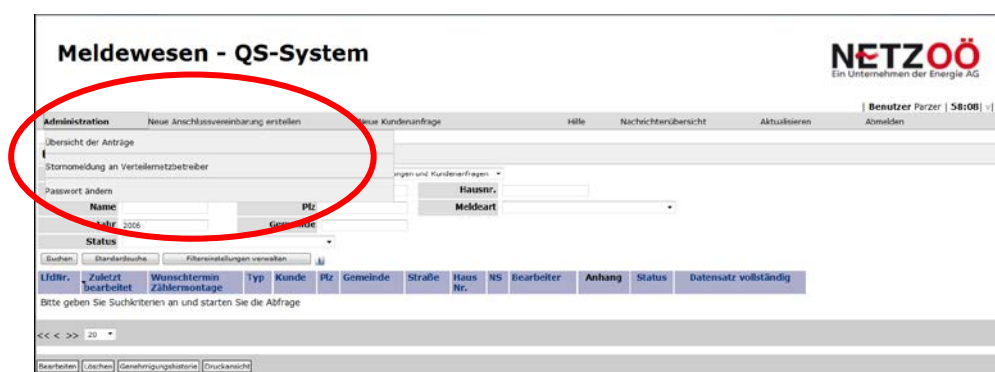 Meldewesen - QS-System
NETZOÖ
Ein Unternehmen der Energie AG
| Benutzer Parzer | 58:08|
Administration Neue Anschlussvereinbarung erstellen Neue Kundenanfrage Hilfe Nachrichtenübersicht Aktualisieren Abmelden
Übersicht der Anträge
Stornomeldung an Verteilernetzbetreiber
ungen und Kundenanfragen
Passwort ändern Hausnr.
Name Plz Meldeart
2006 Gemeinde
Status
Suchen Standardsuche Filtereinstellungen verwalten
LfdNr. Zuletzt bearbeitet Wunschtermin Zählermontage Typ Kunde Plz Gemeinde Straße Haus Nr. NS Bearbeiter Anhang Status Datensatz vollständig
Bitte geben Sie Suchkriterien an und starten Sie die Abfrage
<< < >> 20
Bearbeiten Löschen Genehmigungshistorie Druckansicht